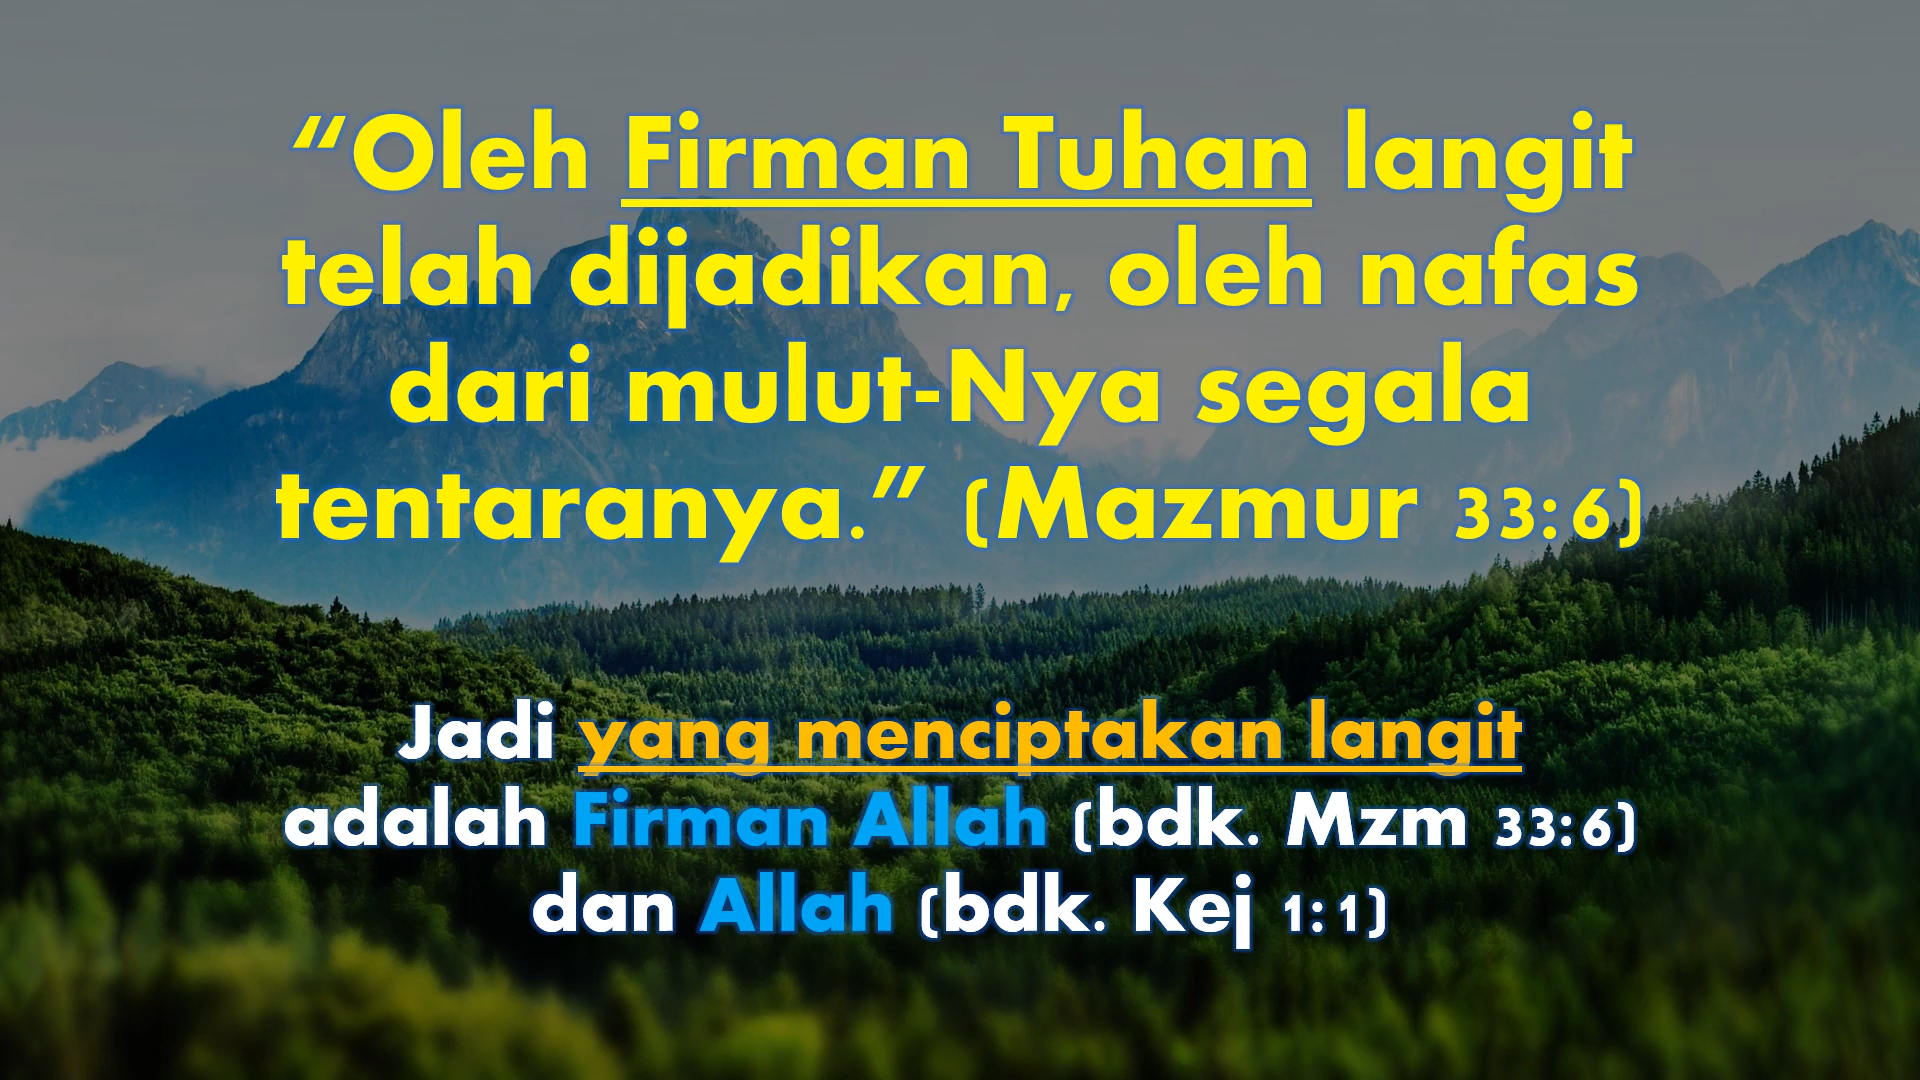 “Oleh Firman Tuhan langit
telah dijadikan, oleh nafas
dari mulut-Nya segala
tentaranya.” (Mazmur 33:6)
Jadi yang menciptakan langit
adalah Firman Allah (bdk. Mzm 33:6)
dan Allah (bdk. Kej 1:1)